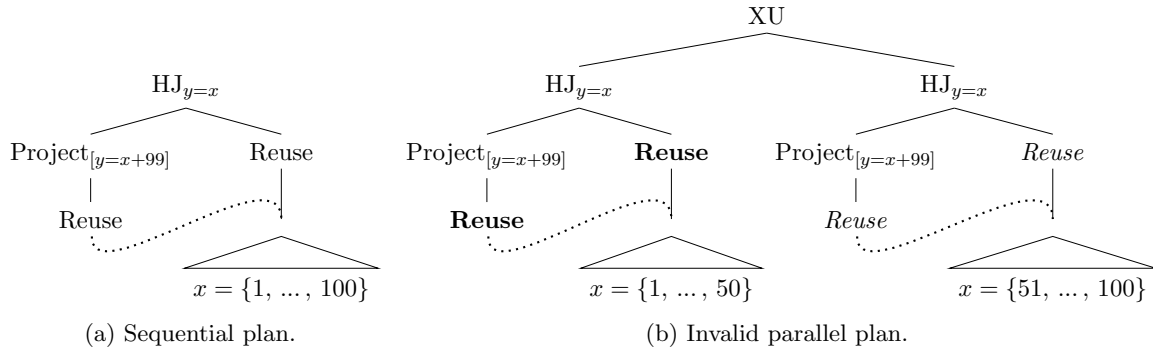 XU
HJ_{y=x} HJ_{y=x} HJ_{y=x}
Project_{[y=x+99]} Reuse Project_{[y=x+99]} Reuse Project_{[y=x+99]} Reuse
Reuse Reuse Reuse
x = {1, ... , 100} x = {1, ... , 50} x = {51, ... , 100}
(a) Sequential plan. (b) Invalid parallel plan.